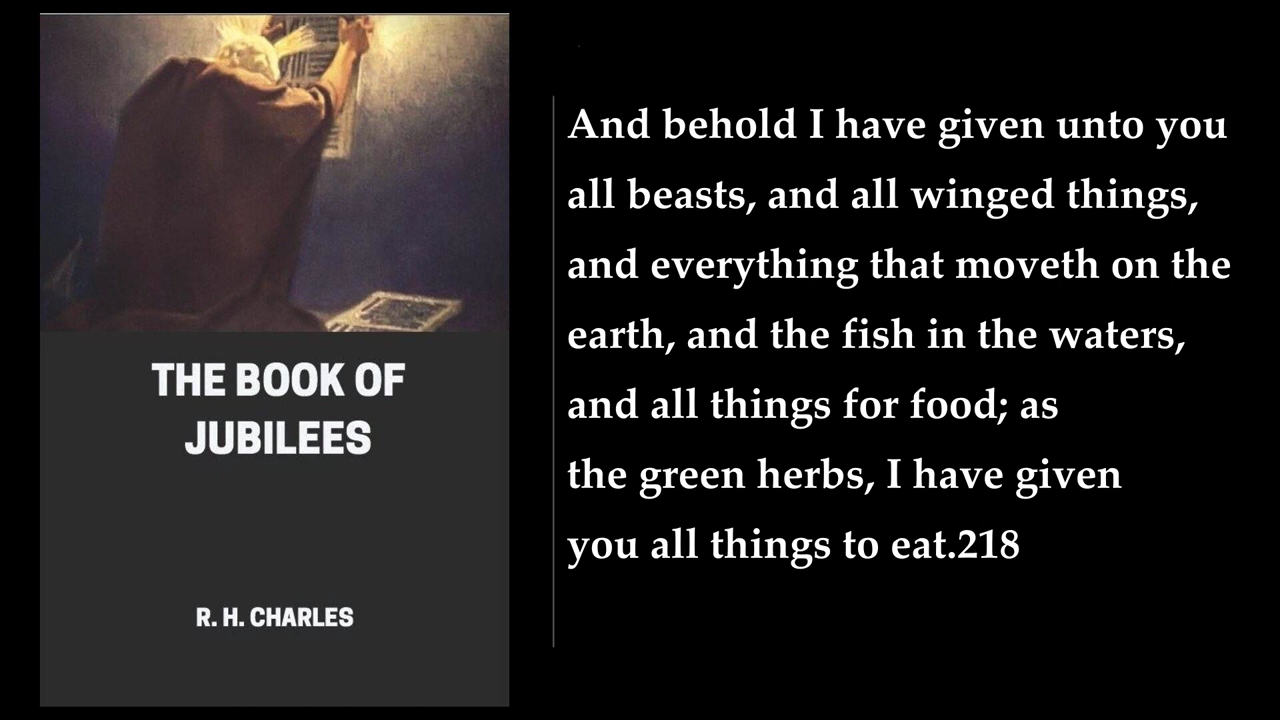 THE BOOK OF
JUBILEES
R. H. CHARLES
And behold I have given unto you
all beasts, and all winged things,
and everything that moveth on the
earth, and the fish in the waters,
and all things for food; as
the green herbs, I have given
you all things to eat.218